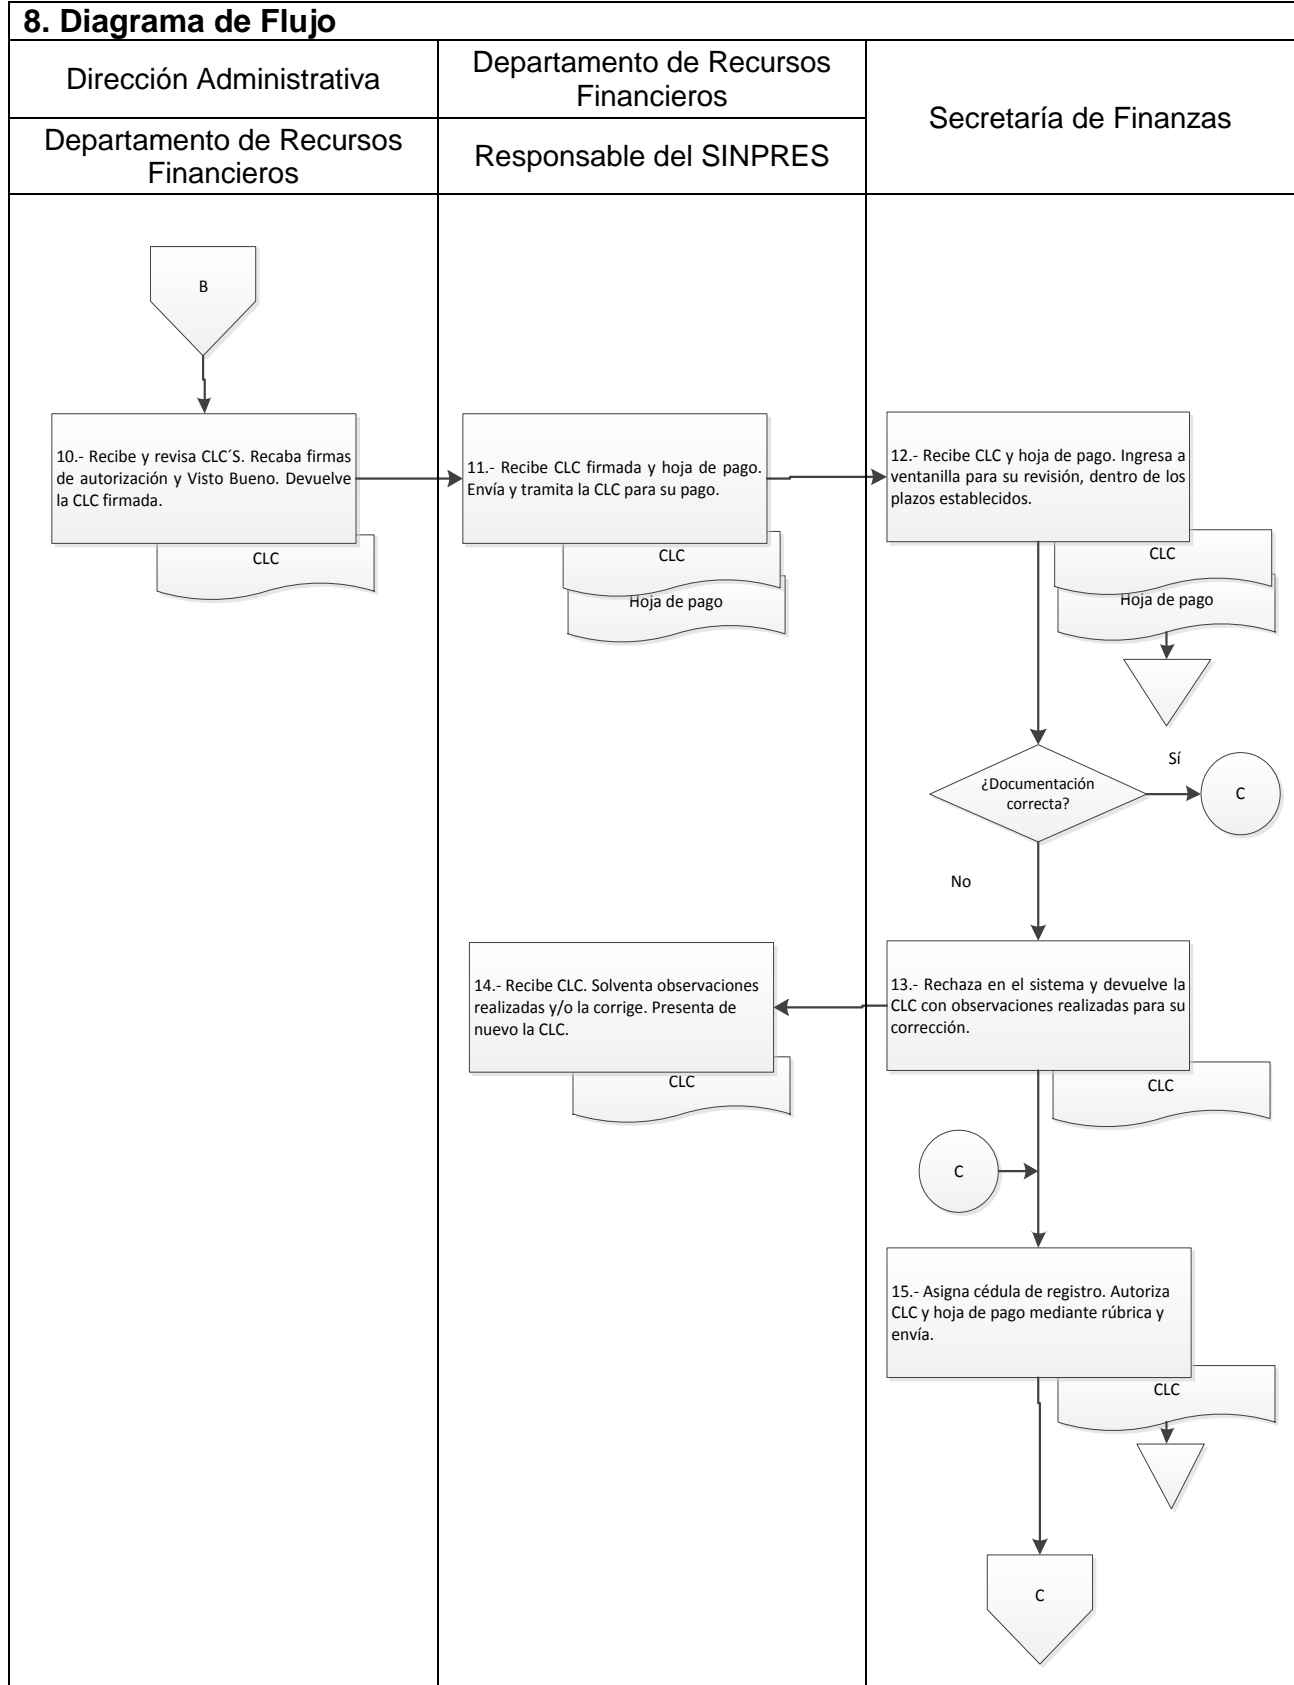 8. Diagrama de Flujo
Dirección Administrativa
Departamento de Recursos
Financieros
Departamento de Recursos
Financieros
Responsable del SINPRES
Secretaría de Finanzas
B
10.- Recibe y revisa CLC´S. Recaba firmas
de autorización y Visto Bueno. Devuelve
la CLC firmada.
CLC
11.- Recibe CLC firmada y hoja de pago.
Envía y tramita la CLC para su pago.
CLC
Hoja de pago
12.- Recibe CLC y hoja de pago. Ingresa a
ventanilla para su revisión, dentro de los
plazos establecidos.
CLC
Hoja de pago
¿Documentación
correcta?
Sí
C
No
13.- Rechaza en el sistema y devuelve la
CLC con observaciones realizadas para su
corrección.
CLC
14.- Recibe CLC. Solventa observaciones
realizadas y/o la corrige. Presenta de
nuevo la CLC.
CLC
C
15.- Asigna cédula de registro. Autoriza
CLC y hoja de pago mediante rúbrica y
envía.
CLC
C